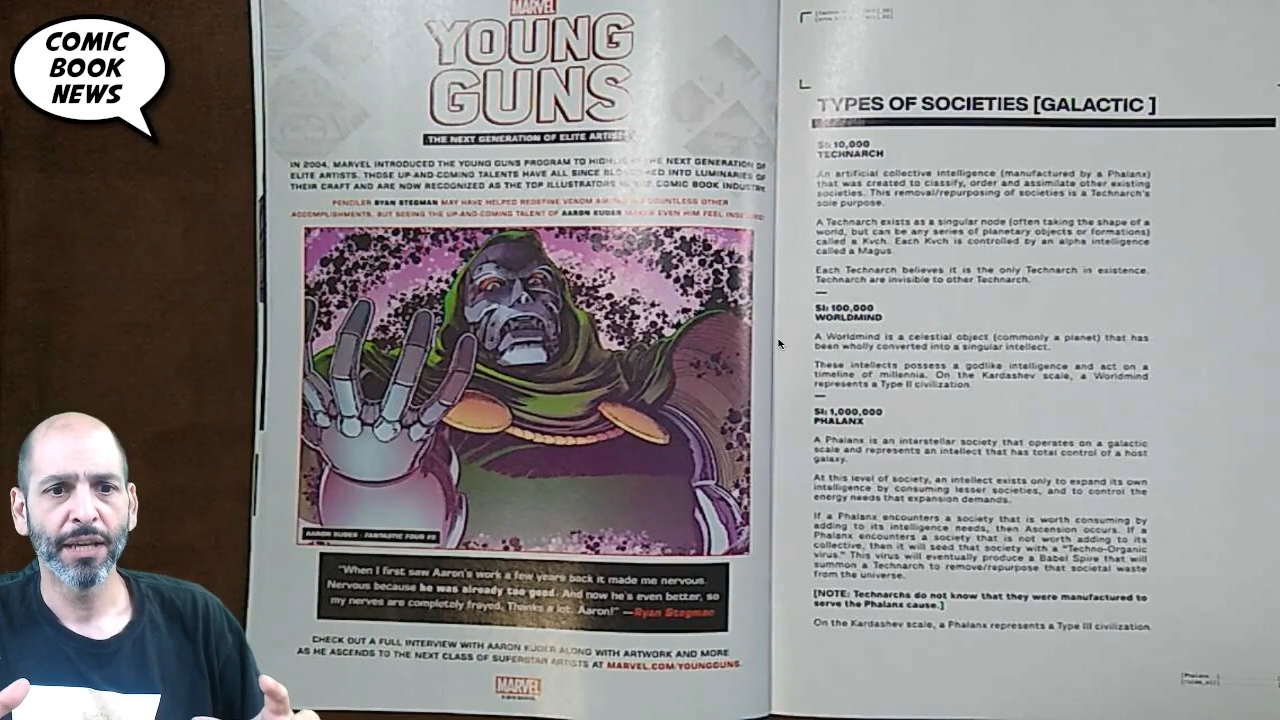 COMIC
BOOK
NEWS
MARVEL
YOUNG
GUNS
THE NEXT GENERATION OF ELITE ARTISTS
IN 2004, MARVEL INTRODUCED THE YOUNG GUNS PROGRAM TO HIGHLIGHT THE NEXT GENERATION OF
ELITE ARTISTS. THOSE UP-AND-COMING TALENTS HAVE ALL SINCE BLOSSOMED INTO LUMINARIES OF
THEIR CRAFT AND ARE NOW RECOGNIZED AS THE TOP ILLUSTRATORS IN THE COMIC BOOK INDUSTRY.
PENCILER RYAN STEGMAN MAY HAVE HELPED REDEFINE VENOM AMONG HIS COUNTLESS OTHER
ACCOMPLISHMENTS, BUT SEEING THE UP-AND-COMING TALENT OF AARON KUDER MAKES EVEN HIM FEEL INSECURE!
AARON KUDER - FANTASTIC FOUR #5
"When I first saw Aaron's work a few years back it made me nervous.
Nervous because he was already too good. And now he's even better, so
my nerves are completely frayed. Thanks a lot, Aaron!" —Ryan Stegman
CHECK OUT A FULL INTERVIEW WITH AARON KUDER ALONG WITH ARTWORK AND MORE
AS HE ASCENDS TO THE NEXT CLASS OF SUPERSTAR ARTISTS AT MARVEL.COM/YOUNGGUNS.
MARVEL
TYPES OF SOCIETIES [GALACTIC ]
SI: 10,000
TECHNARCH
An artificial collective intelligence (manufactured by a Phalanx)
that was created to classify, order and assimilate other existing
societies. This removal/repurposing of societies is a Technarch's
sole purpose.
A Technarch exists as a singular node (often taking the shape of a
world, but can be any series of planetary objects or formations)
called a Kvch. Each Kvch is controlled by an alpha intelligence
called a Magus.
Each Technarch believes it is the only Technarch in existence.
Technarch are invisible to other Technarch.
—
SI: 100,000
WORLDMIND
A Worldmind is a celestial object (commonly a planet) that has
been wholly converted into a singular intellect.
These intellects possess a godlike intelligence and act on a
timeline of millennia. On the Kardashev scale, a Worldmind
represents a Type II civilization.
—
SI: 1,000,000
PHALANX
A Phalanx is an interstellar society that operates on a galactic
scale and represents an intellect that has total control of a host
galaxy.
At this level of society, an intellect exists only to expand its own
intelligence by consuming lesser societies, and to control the
energy needs that expansion demands.
If a Phalanx encounters a society that is worth consuming by
adding to its intelligence needs, then Ascension occurs. If a
Phalanx encounters a society that is not worth adding to its
collective, then it will seed that society with a "Techno-Organic
virus." This virus will eventually produce a Babel Spire that will
summon a Technarch to remove/repurpose that societal waste
from the universe.
[NOTE: Technarchs do not know that they were manufactured to
serve the Phalanx cause.]
On the Kardashev scale, a Phalanx represents a Type III civilization.